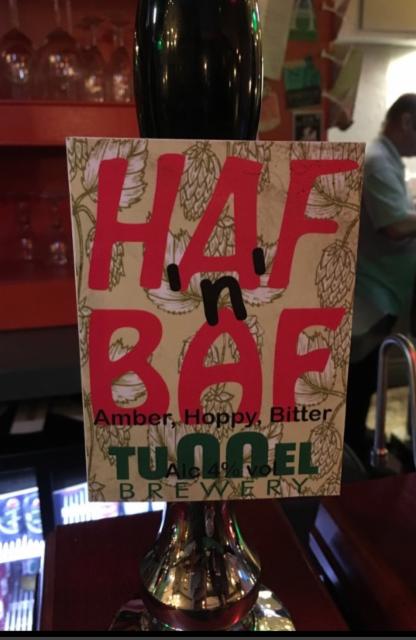 HAF
'n'
BAF
Amber, Hoppy, Bitter
TUNNEL
Alc 4% vol
BREWERY